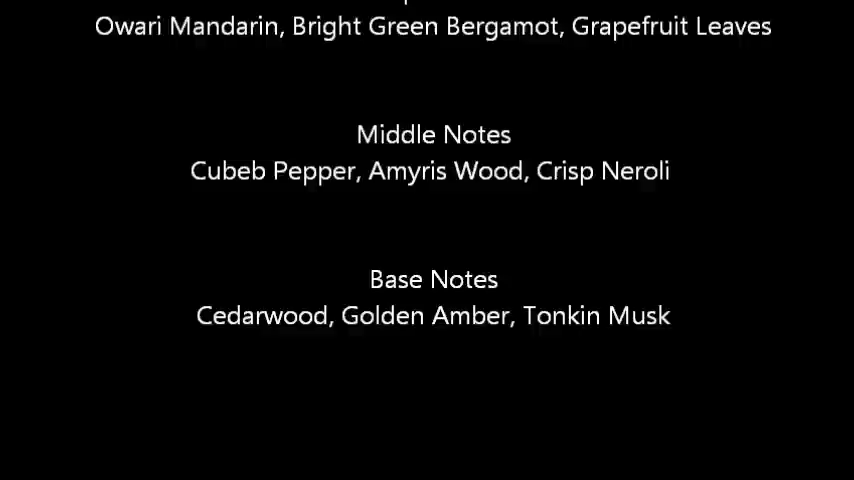 Owari Mandarin, Bright Green Bergamot, Grapefruit Leaves
Middle Notes
Cubeb Pepper, Amyris Wood, Crisp Neroli
Base Notes
Cedarwood, Golden Amber, Tonkin Musk